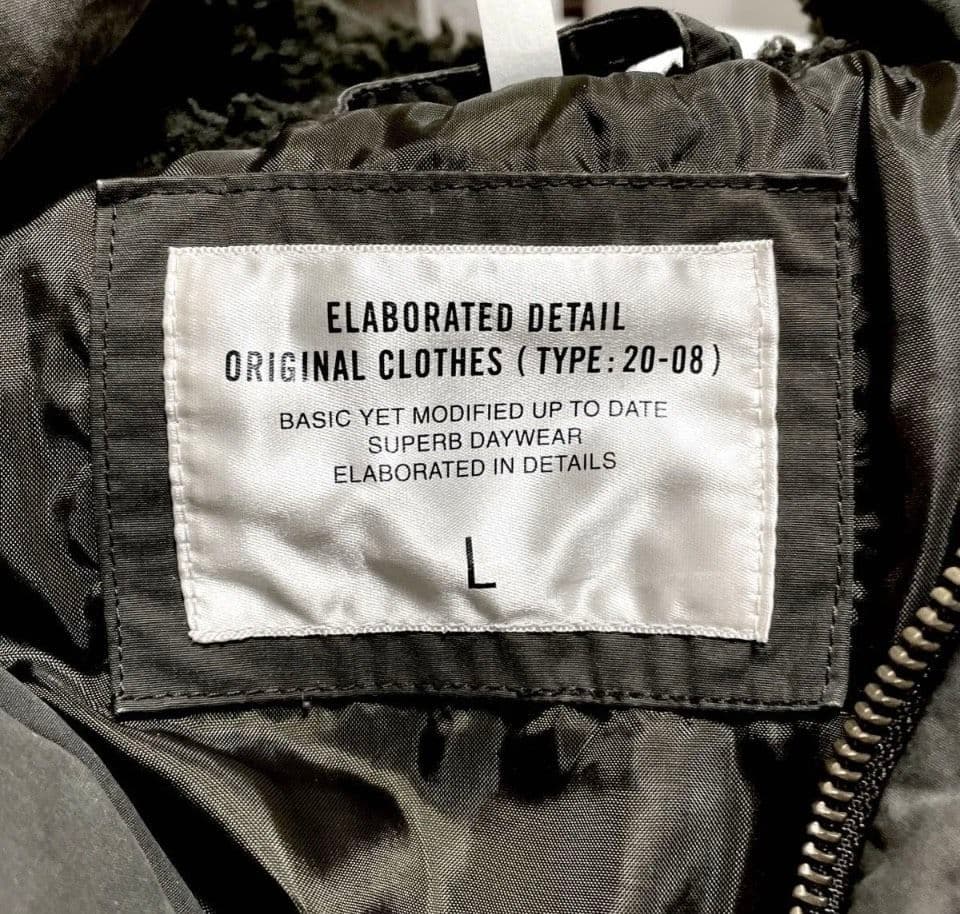 ELABORATED DETAIL
ORIGINAL CLOTHES ( TYPE: 20-08 )
BASIC YET MODIFIED UP TO DATE
SUPERB DAYWEAR
ELABORATED IN DETAILS
L